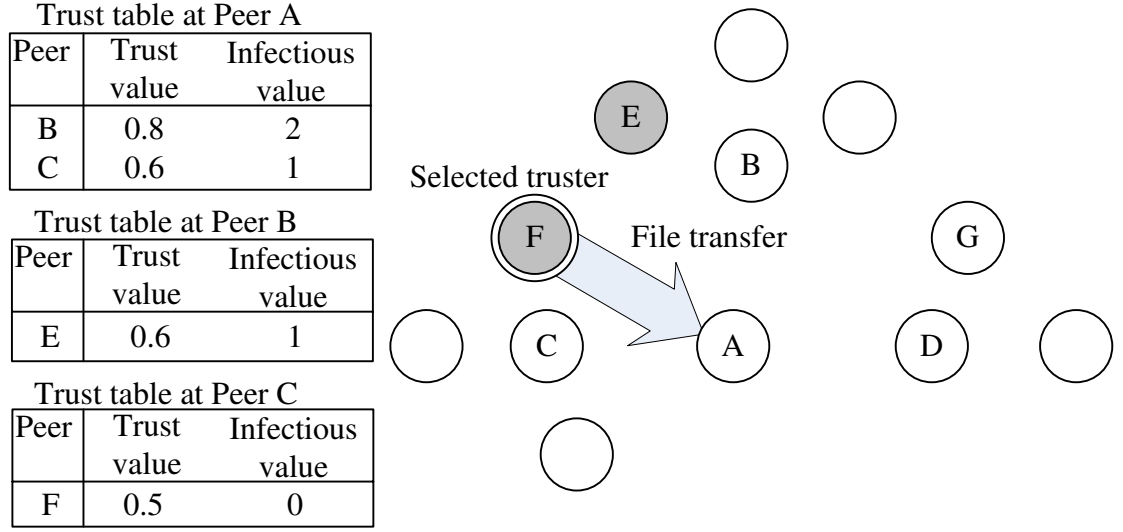 Trust table at Peer A
Peer Trust value Infectious value
B 0.8 2
C 0.6 1
Trust table at Peer B
Peer Trust value Infectious value
E 0.6 1
Trust table at Peer C
Peer Trust value Infectious value
F 0.5 0
E
B
Selected truster
F
File transfer
G
C
A
D